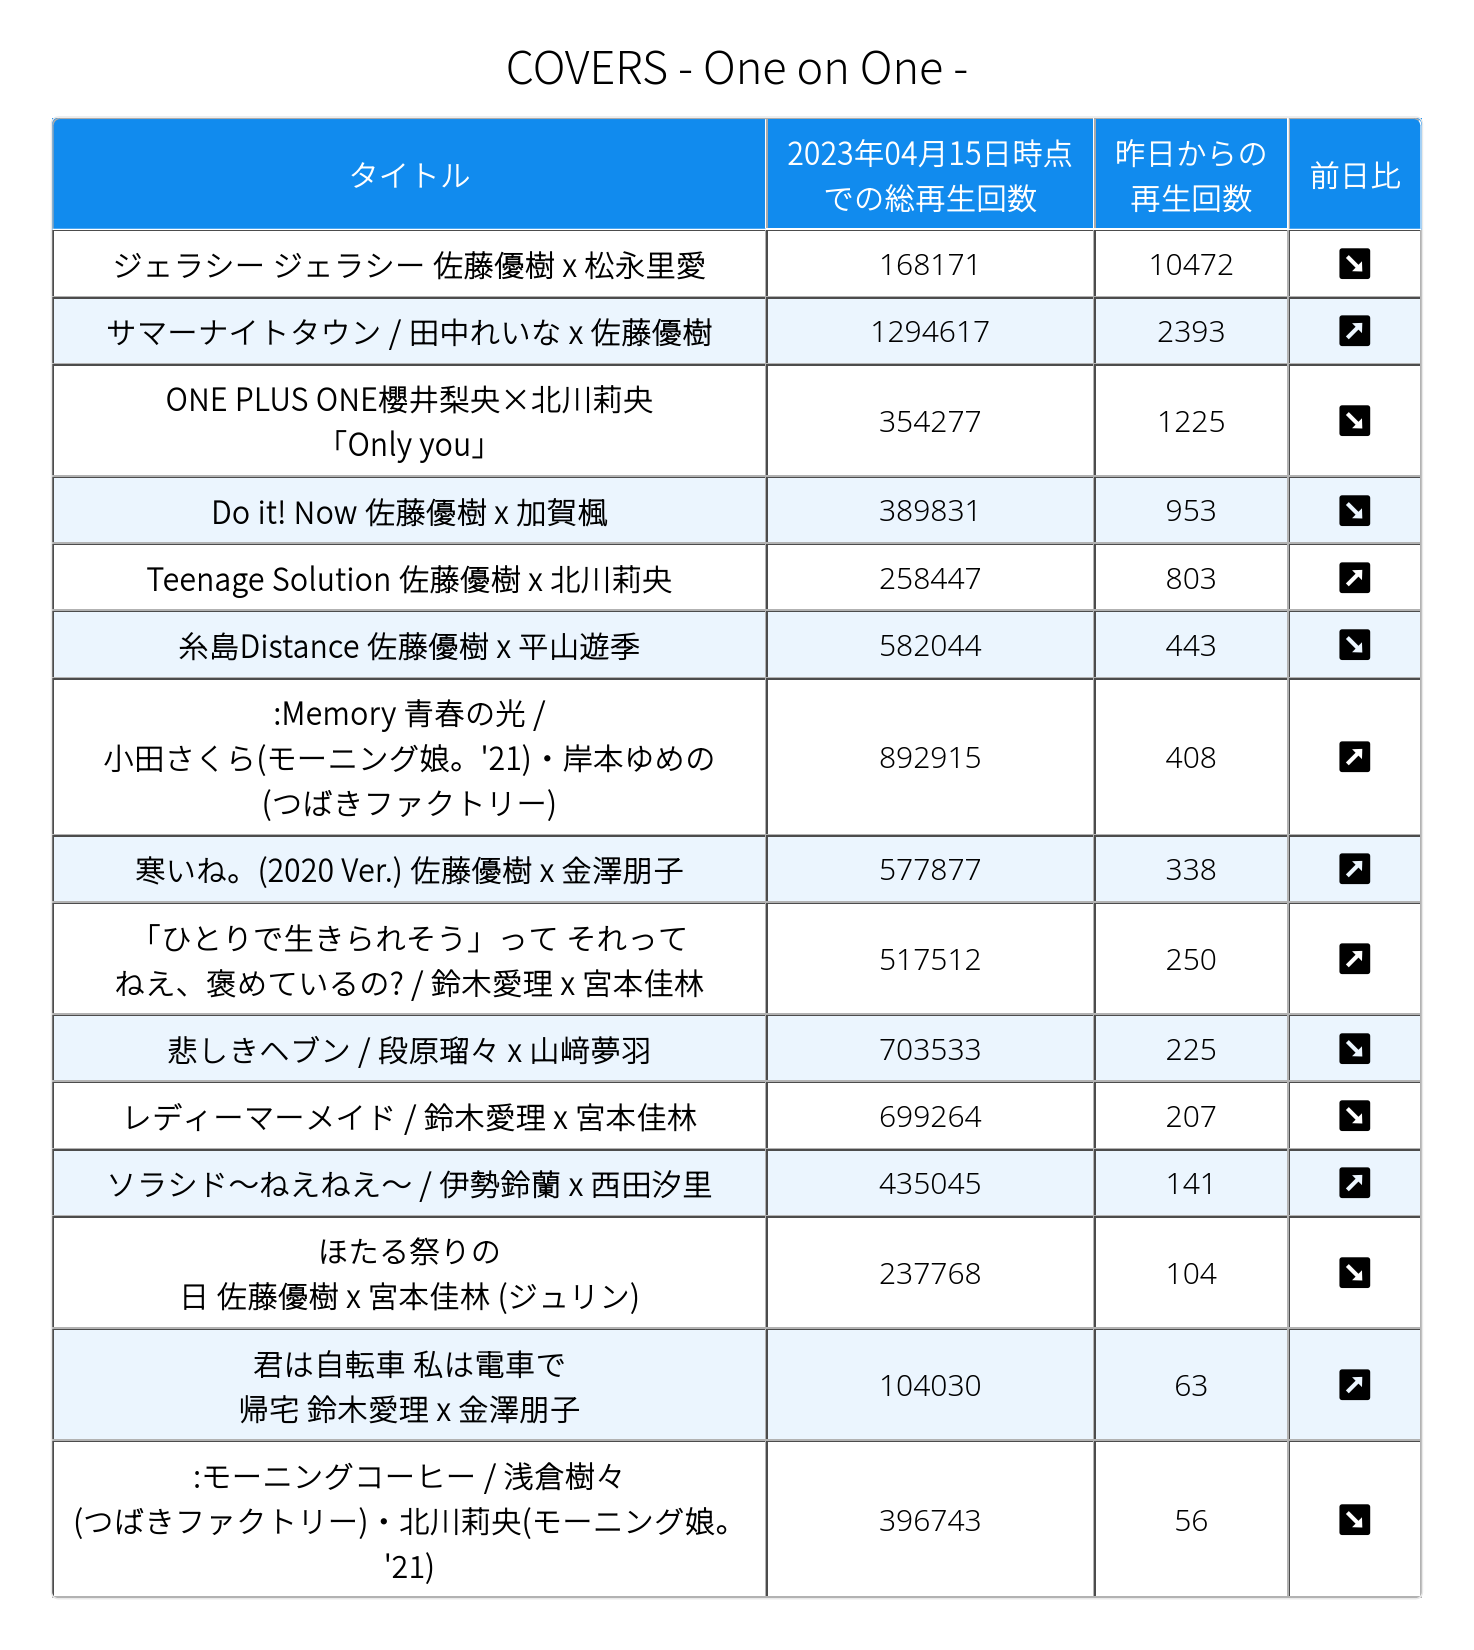 COVERS - One on One -
タイトル
2023年04月15日時点
での総再生回数
昨日からの
再生回数
前日比
ジェラシー ジェラシー 佐藤優樹 x 松永里愛
168171
10472
サマーナイトタウン / 田中れいな x 佐藤優樹
1294617
2393
ONE PLUS ONE櫻井梨央×北川莉央
「Only you」
354277
1225
Do it! Now 佐藤優樹 x 加賀楓
389831
953
Teenage Solution 佐藤優樹 x 北川莉央
258447
803
糸島Distance 佐藤優樹 x 平山遊季
582044
443
:Memory 青春の光 /
小田さくら(モーニング娘。'21)・岸本ゆめの
(つばきファクトリー)
892915
408
寒いね。(2020 Ver.) 佐藤優樹 x 金澤朋子
577877
338
「ひとりで生きられそう」って それって
ねえ、褒めているの? / 鈴木愛理 x 宮本佳林
517512
250
悲しきヘブン / 段原瑠々 x 山﨑夢羽
703533
225
レディーマーメイド / 鈴木愛理 x 宮本佳林
699264
207
ソラシド〜ねえねえ〜 / 伊勢鈴蘭 x 西田汐里
435045
141
ほたる祭りの
日 佐藤優樹 x 宮本佳林 (ジュリン)
237768
104
君は自転車 私は電車で
帰宅 鈴木愛理 x 金澤朋子
104030
63
:モーニングコーヒー / 浅倉樹々
(つばきファクトリー)・北川莉央(モーニング娘。
'21)
396743
56